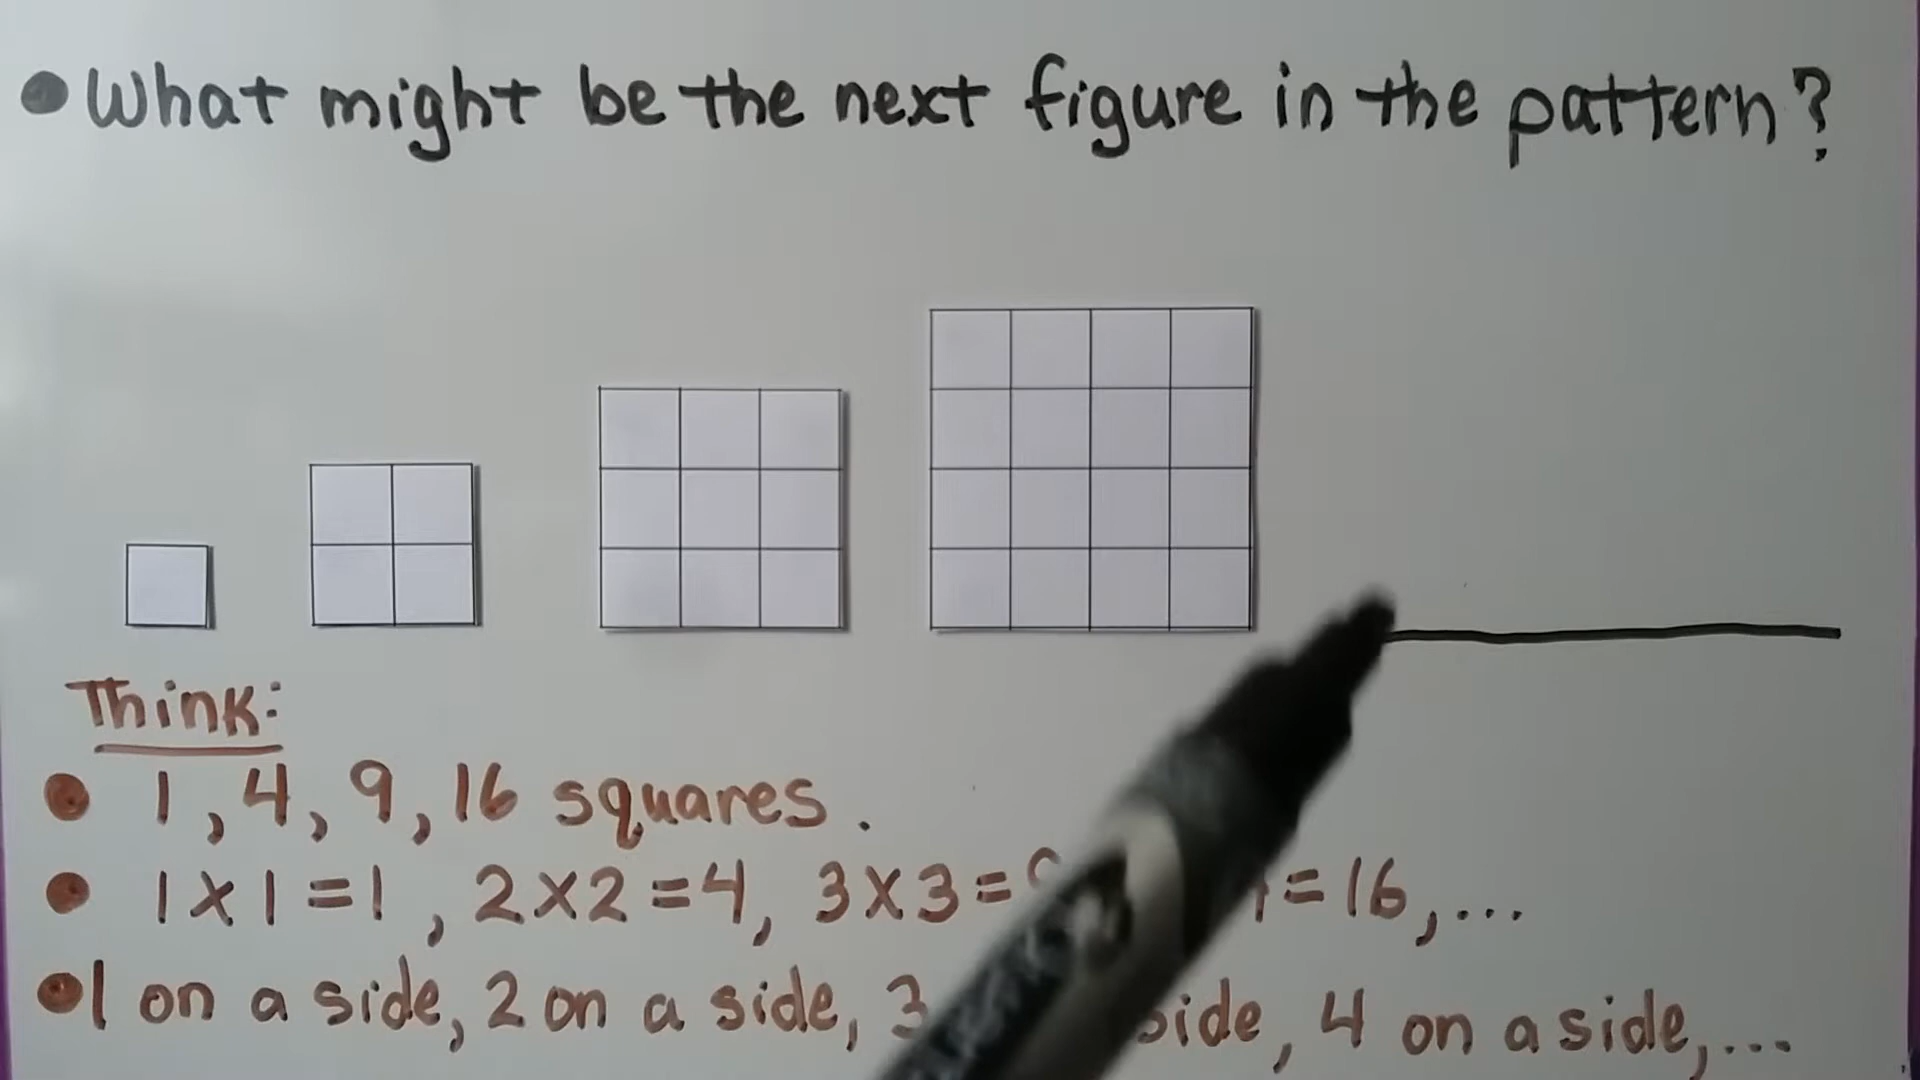 What might be the next figure in the pattern?
Think:
1, 4, 9, 16 squares.
1x1=1, 2x2=4, 3x3= =16,...
1 on a side, 2 on a side, 3 side, 4 on a side,...